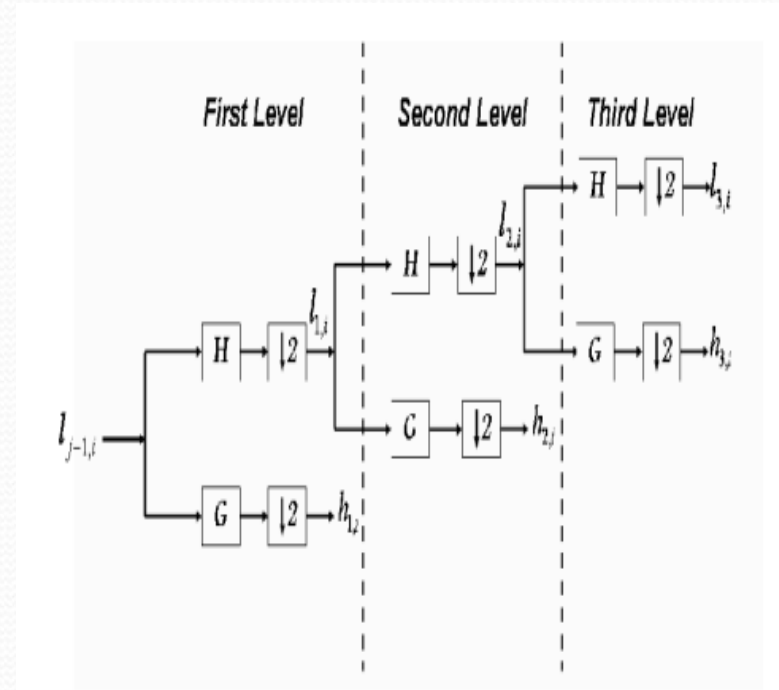 First Level Second Level Third Level
H ↓2 l3,i
l2,i
H ↓2
l1,i
H ↓2 G ↓2 h3,i
lj-1,i
G ↓2 h2,i
G ↓2 h1,i